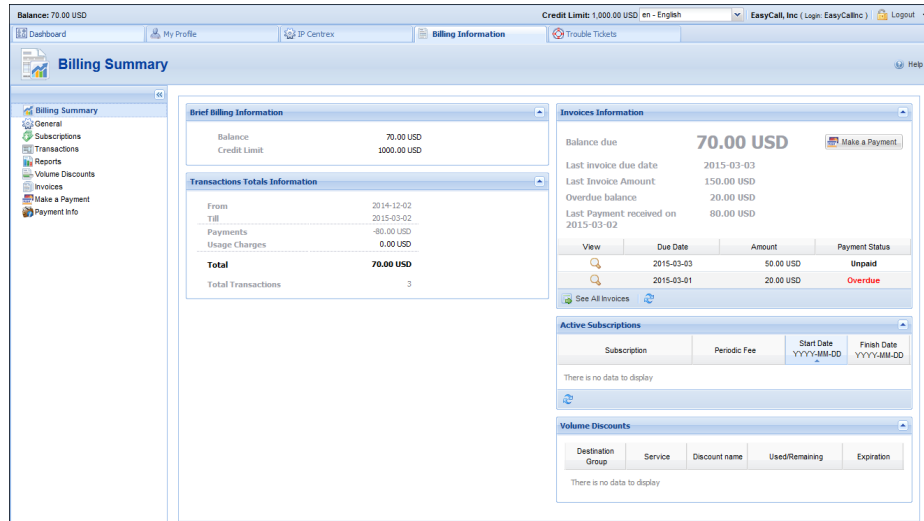 Balance: 70.00 USD
Credit Limit: 1,000.00 USD en - English EasyCall, Inc ( Login: EasyCallInc ) Logout
Dashboard My Profile IP Centrex Billing Information Trouble Tickets
Billing Summary
Help
Billing Summary
General
Subscriptions
Transactions
Reports
Volume Discounts
Invoices
Make a Payment
Payment Info
Brief Billing Information
Balance 70.00 USD
Credit Limit 1000.00 USD
Transactions Totals Information
From 2014-12-02
Till 2015-03-02
Payments -80.00 USD
Usage Charges 0.00 USD
Total 70.00 USD
Total Transactions 3
Invoices Information
Balance due 70.00 USD Make a Payment
Last invoice due date 2015-03-03
Last Invoice Amount 150.00 USD
Overdue balance 20.00 USD
Last Payment received on 80.00 USD
2015-03-02
View Due Date Amount Payment Status
2015-03-03 50.00 USD Unpaid
2015-03-01 20.00 USD Overdue
See All Invoices
Active Subscriptions
Subscription Periodic Fee Start Date YYYY-MM-DD Finish Date YYYY-MM-DD
There is no data to display
Volume Discounts
Destination Group Service Discount name Used/Remaining Expiration
There is no data to display